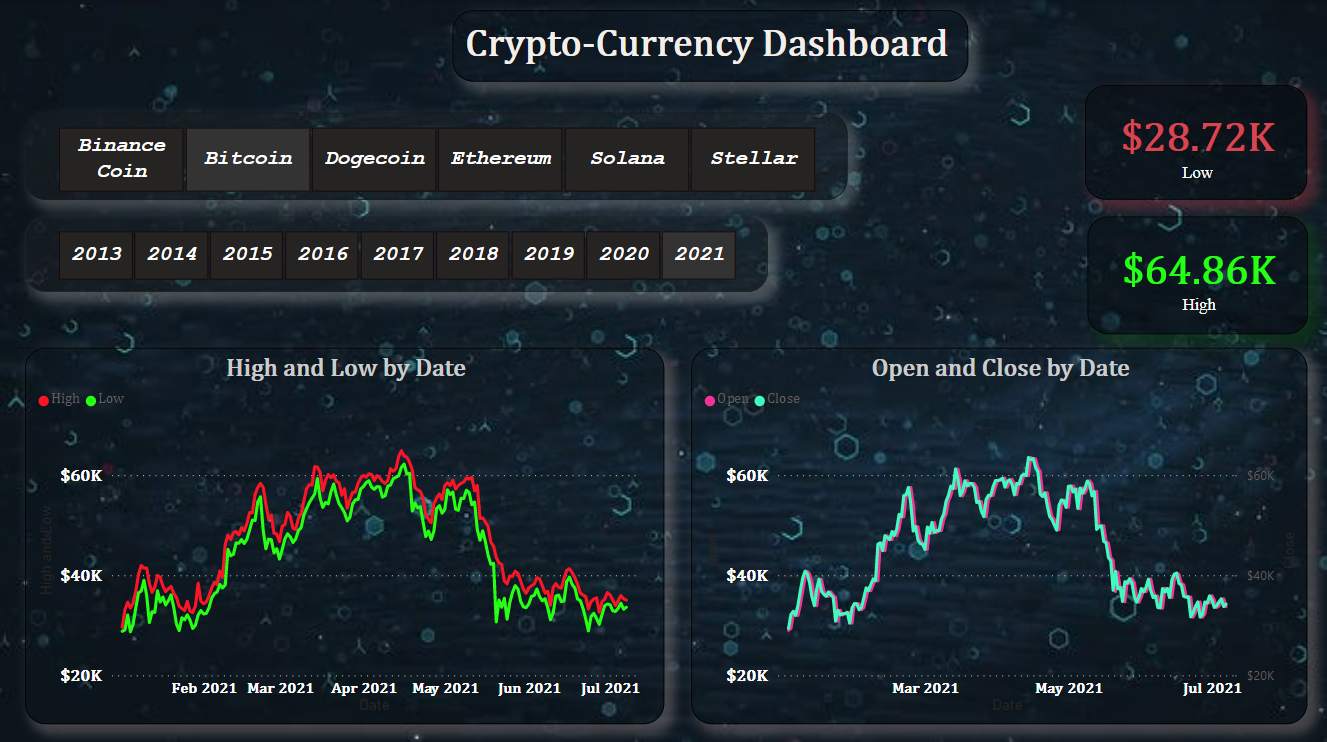 Crypto-Currency Dashboard
Binance
Coin
Bitcoin
Dogecoin
Ethereum
Solana
Stellar
$28.72K
Low
2013
2014
2015
2016
2017
2018
2019
2020
2021
$64.86K
High
High and Low by Date
High
Low
$60K
$40K
$20K
High and Low
Feb 2021
Mar 2021
Apr 2021
May 2021
Jun 2021
Jul 2021
Date
Open and Close by Date
Open
Close
$60K
$40K
$20K
$60K
$40K
$20K
Close
Mar 2021
May 2021
Jul 2021
Date